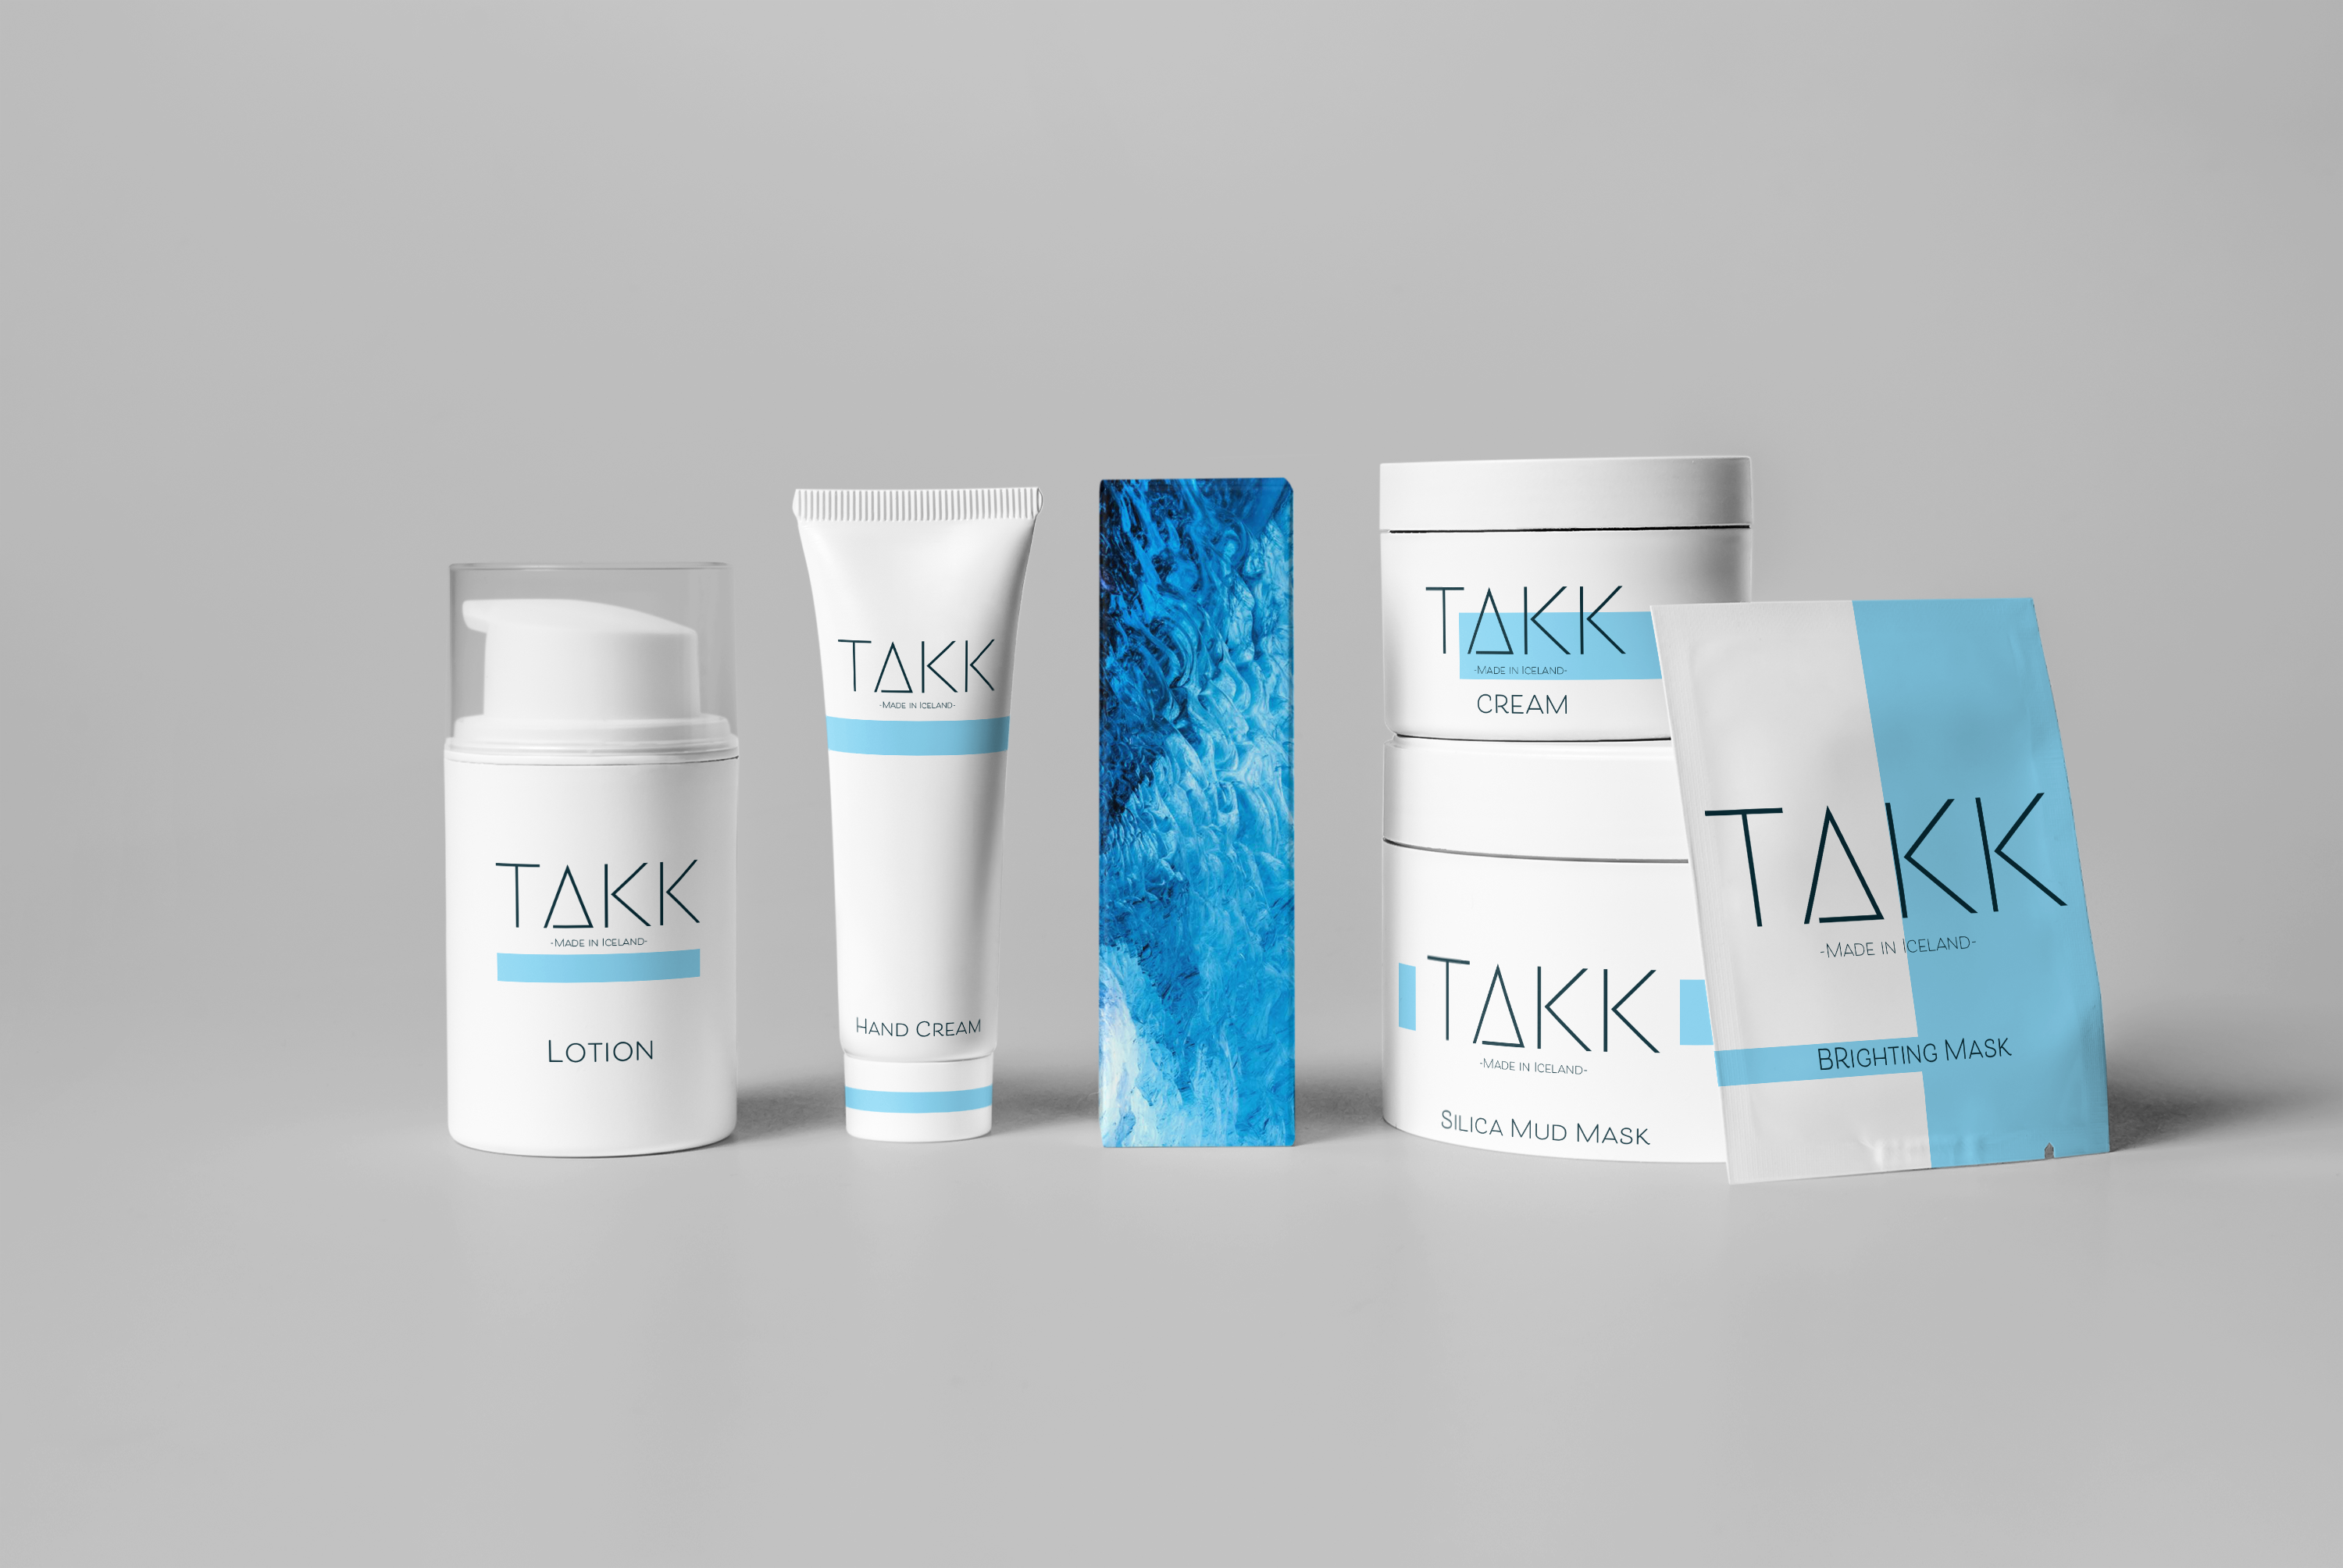 TAKK
-Made in Iceland-
Lotion
TAKK
-Made in Iceland-
Hand Cream
TAKK
-Made in Iceland-
CREAM
TAKK
-Made in Iceland-
Silica Mud Mask
TAKK
-Made in Iceland-
BRIGHTING MASK